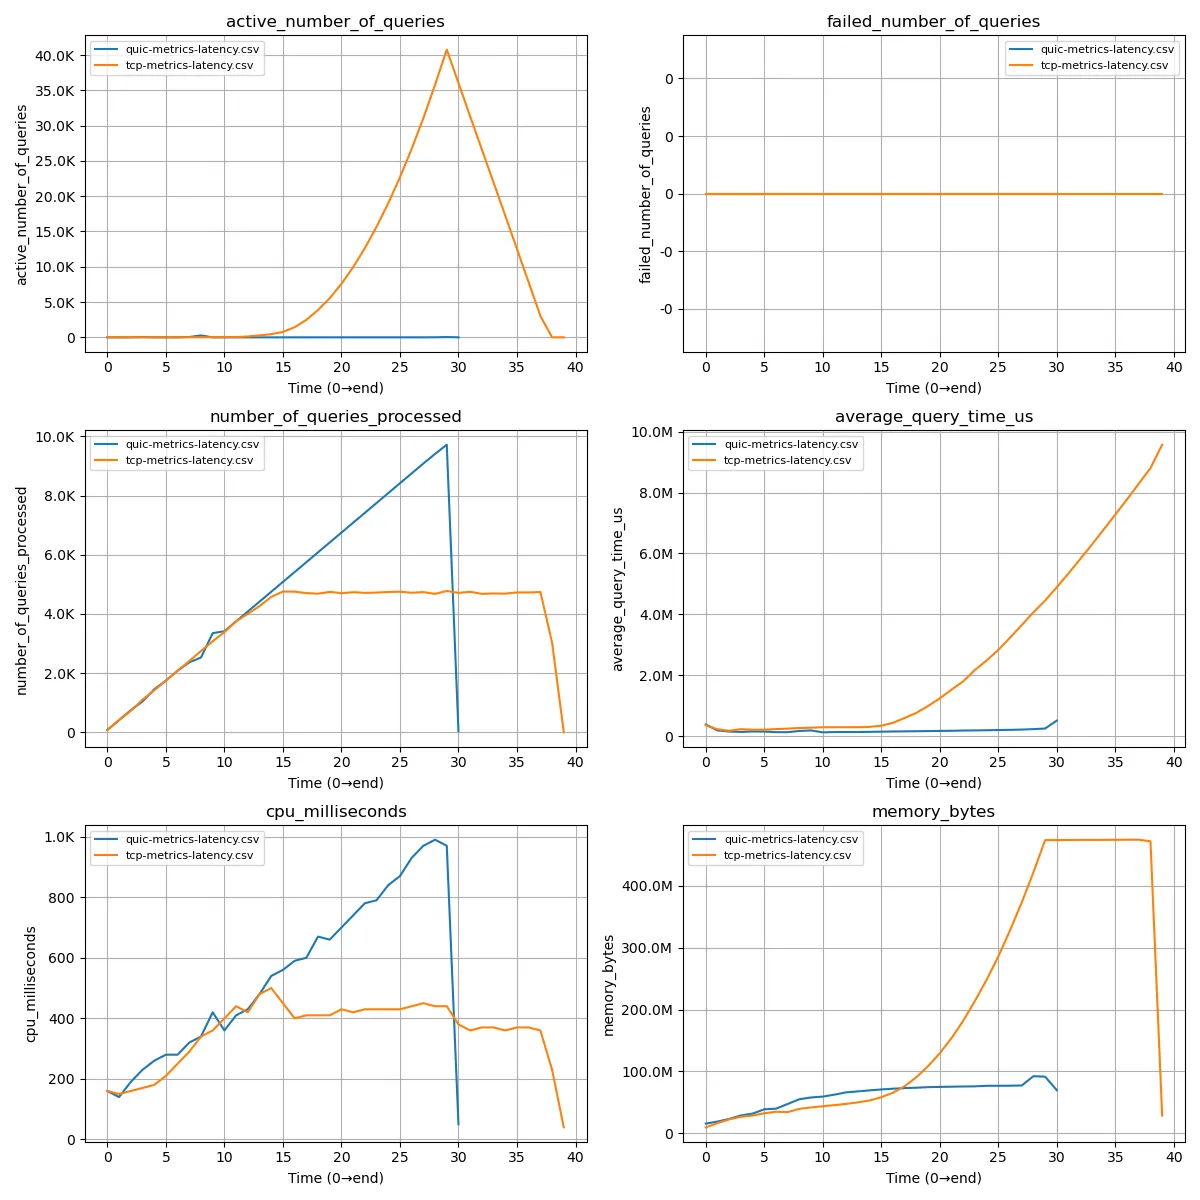 active_number_of_queries
active_number_of_queries
40.0K
35.0K
30.0K
25.0K
20.0K
15.0K
10.0K
5.0K
0
quic-metrics-latency.csv
tcp-metrics-latency.csv
0 5 10 15 20 25 30 35 40
Time (0→end)
failed_number_of_queries
failed_number_of_queries
0
0
0
-0
-0
quic-metrics-latency.csv
tcp-metrics-latency.csv
0 5 10 15 20 25 30 35 40
Time (0→end)
number_of_queries_processed
number_of_queries_processed
10.0K
8.0K
6.0K
4.0K
2.0K
0
quic-metrics-latency.csv
tcp-metrics-latency.csv
0 5 10 15 20 25 30 35 40
Time (0→end)
average_query_time_us
average_query_time_us
10.0M
8.0M
6.0M
4.0M
2.0M
0
quic-metrics-latency.csv
tcp-metrics-latency.csv
0 5 10 15 20 25 30 35 40
Time (0→end)
cpu_milliseconds
cpu_milliseconds
1.0K
800
600
400
200
0
quic-metrics-latency.csv
tcp-metrics-latency.csv
0 5 10 15 20 25 30 35 40
Time (0→end)
memory_bytes
memory_bytes
400.0M
300.0M
200.0M
100.0M
0
quic-metrics-latency.csv
tcp-metrics-latency.csv
0 5 10 15 20 25 30 35 40
Time (0→end)